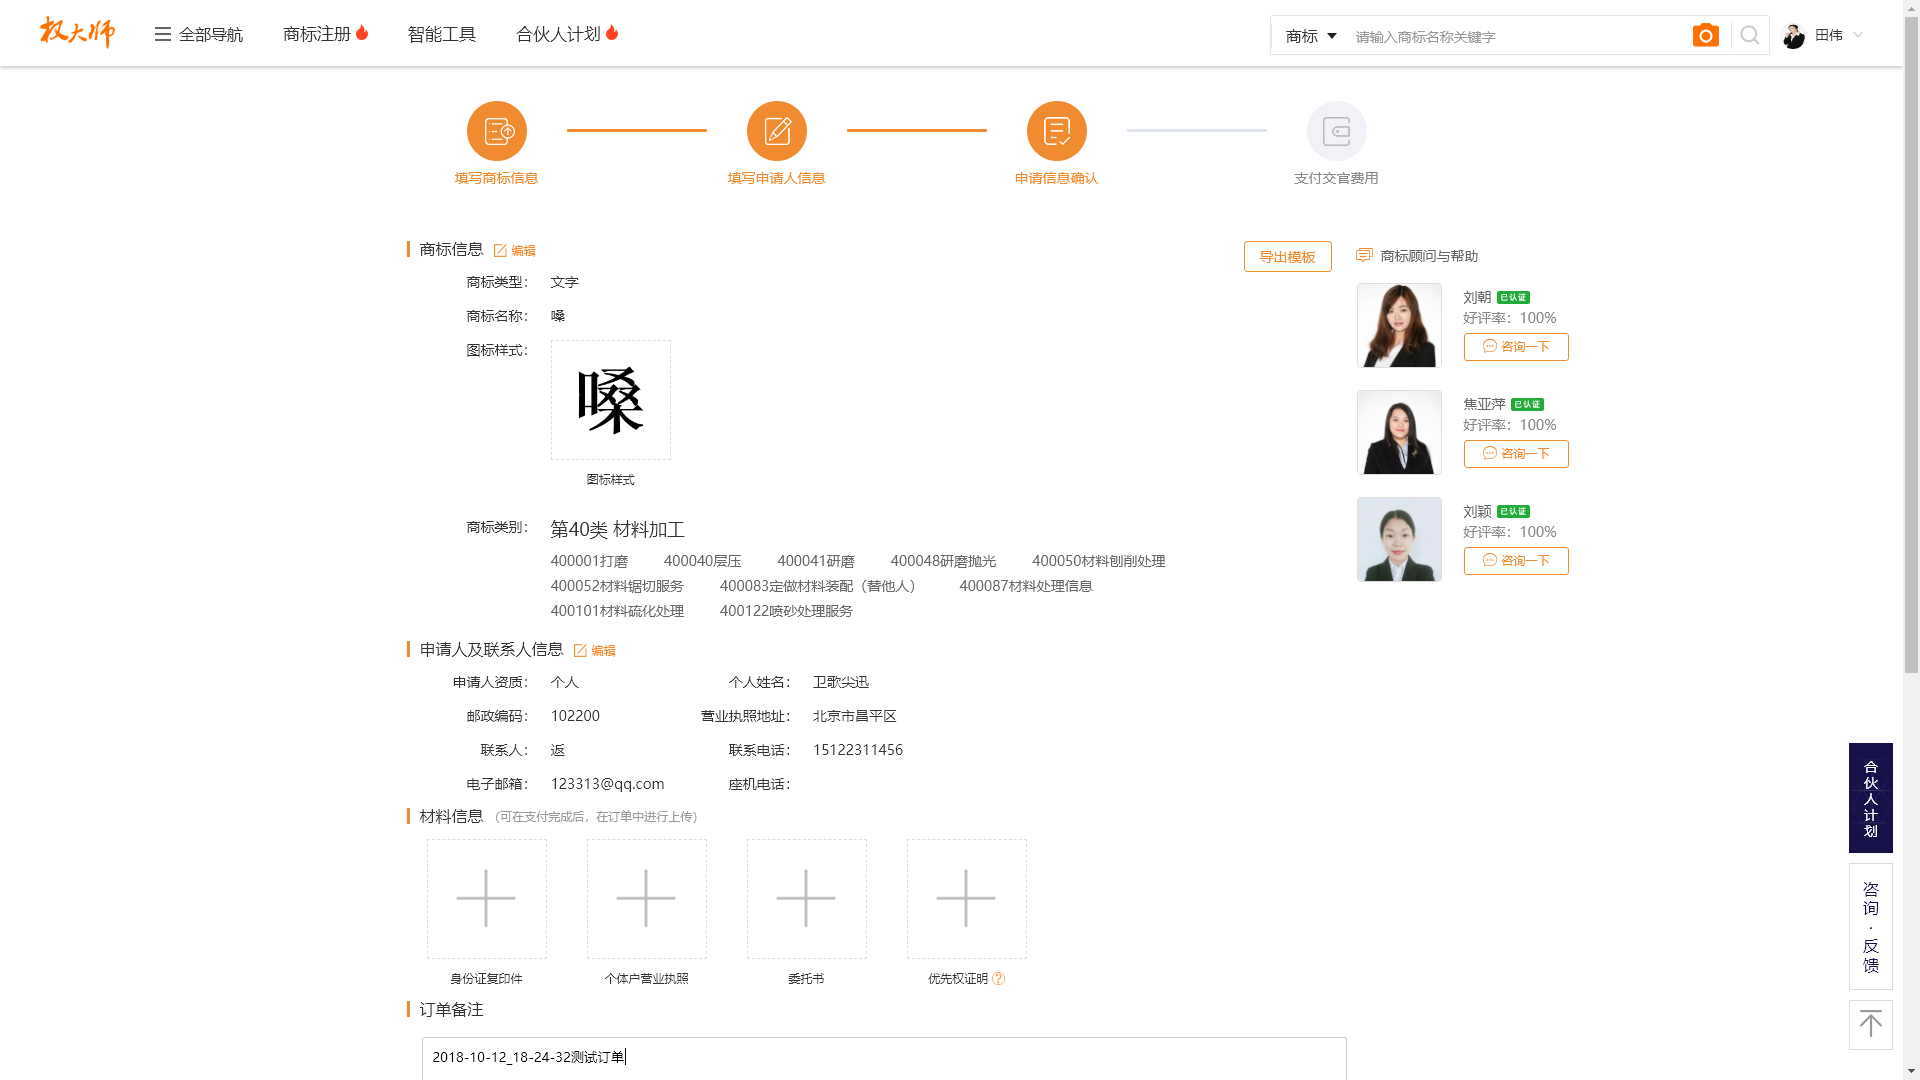 权大师 全部导航 商标注册 智能工具 合伙人计划 商标 请输入商标名称关键字 田伟
填写商标信息 填写申请人信息 申请信息确认 支付交官费用
商标信息 编辑 导出模板
商标类型： 文字
商标名称： 嗓
图标样式：
嗓
图标样式
商标类别： 第40类 材料加工
400001打磨 400040层压 400041研磨 400048研磨抛光 400050材料刨削处理
400052材料锯切服务 400083定做材料装配（替他人） 400087材料处理信息
400101材料硫化处理 400122喷砂处理服务
商标顾问与帮助
刘朝 已认证
好评率：100%
咨询一下
焦亚萍 已认证
好评率：100%
咨询一下
刘颖 已认证
好评率：100%
咨询一下
申请人及联系人信息 编辑
申请人资质： 个人 个人姓名： 卫歌尖迅
邮政编码： 102200 营业执照地址： 北京市昌平区
联系人： 返 联系电话： 15122311456
电子邮箱： 123313@qq.com 座机电话：
材料信息 （可在支付完成后，在订单中进行上传）
身份证复印件 个体户营业执照 委托书 优先权证明 ?
订单备注
2018-10-12_18-24-32测试订单
合伙人计划
咨询·反馈